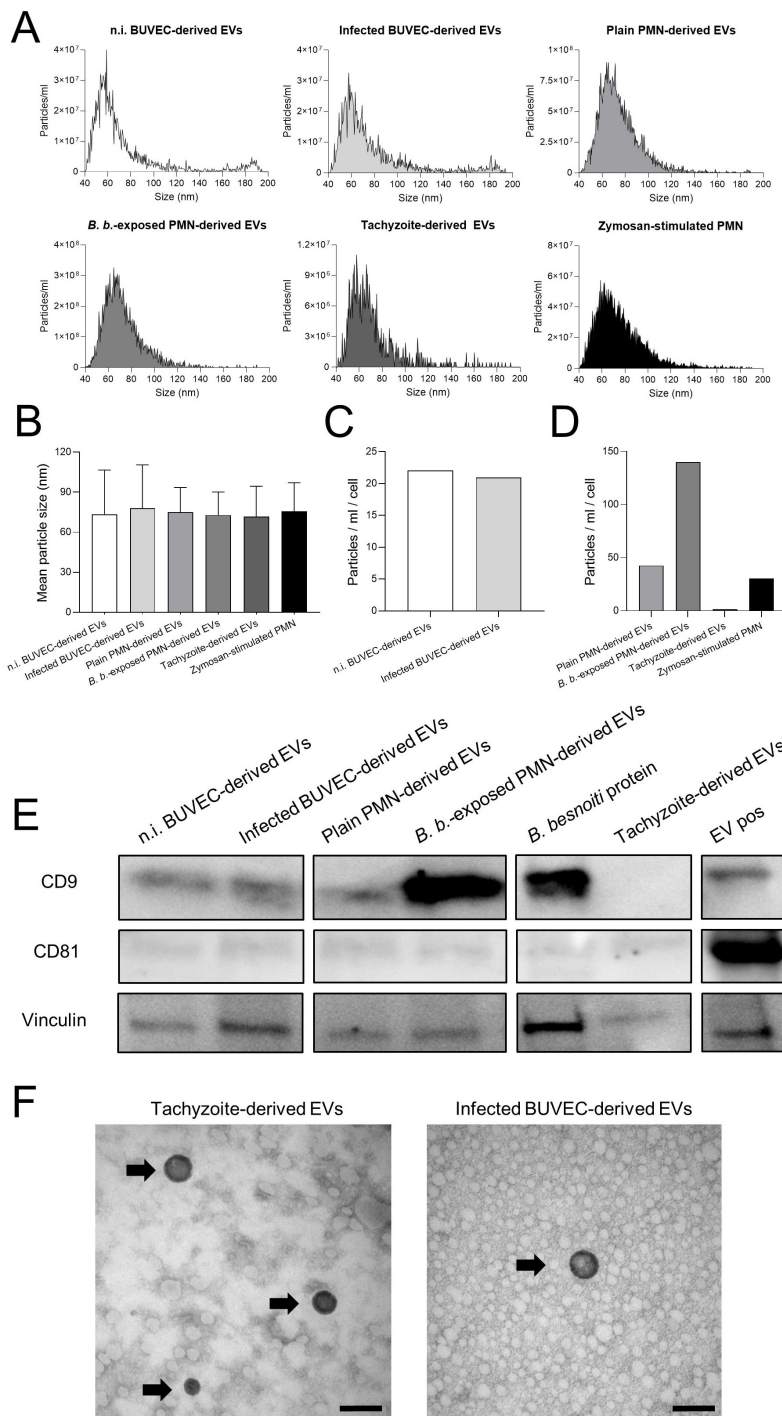 A
n.i. BUVEC-derived EVs
Infected BUVEC-derived EVs
Plain PMN-derived EVs
Particles/ml
4×10⁷
3×10⁷
2×10⁷
1×10⁷
0
40 60 80 100 120 140 160 180 200
Size (nm)
Particles/ml
4×10⁷
3×10⁷
2×10⁷
1×10⁷
0
40 60 80 100 120 140 160 180 200
Size (nm)
Particles/ml
1×10⁸
7.5×10⁷
5×10⁷
2.5×10⁷
0
40 60 80 100 120 140 160 180 200
Size (nm)
B. b.-exposed PMN-derived EVs
Tachyzoite-derived EVs
Zymosan-stimulated PMN
Particles/ml
4×10⁸
3×10⁸
2×10⁸
1×10⁸
0
40 60 80 100 120 140 160 180 200
Size (nm)
Particles/ml
1.2×10⁷
9×10⁶
6×10⁶
3×10⁶
0
40 60 80 100 120 140 160 180 200
Size (nm)
Particles/ml
8×10⁷
6×10⁷
4×10⁷
2×10⁷
0
40 60 80 100 120 140 160 180 200
Size (nm)
B
Mean particle size (nm)
120
90
60
30
0
n.i. BUVEC-derived EVs
Infected BUVEC-derived EVs
Plain PMN-derived EVs
B. b.-exposed PMN-derived EVs
Tachyzoite-derived EVs
Zymosan-stimulated PMN
C
Particles / ml / cell
25
20
15
10
5
0
n.i. BUVEC-derived EVs
Infected BUVEC-derived EVs
D
Particles / ml / cell
150
100
50
0
Plain PMN-derived EVs
B. b.-exposed PMN-derived EVs
Tachyzoite-derived EVs
Zymosan-stimulated PMN
E
n.i. BUVEC-derived EVs
Infected BUVEC-derived EVs
Plain PMN-derived EVs
B. b.-exposed PMN-derived EVs
B. besnoiti protein
Tachyzoite-derived EVs
EV pos
CD9
CD81
Vinculin
F
Tachyzoite-derived EVs
Infected BUVEC-derived EVs